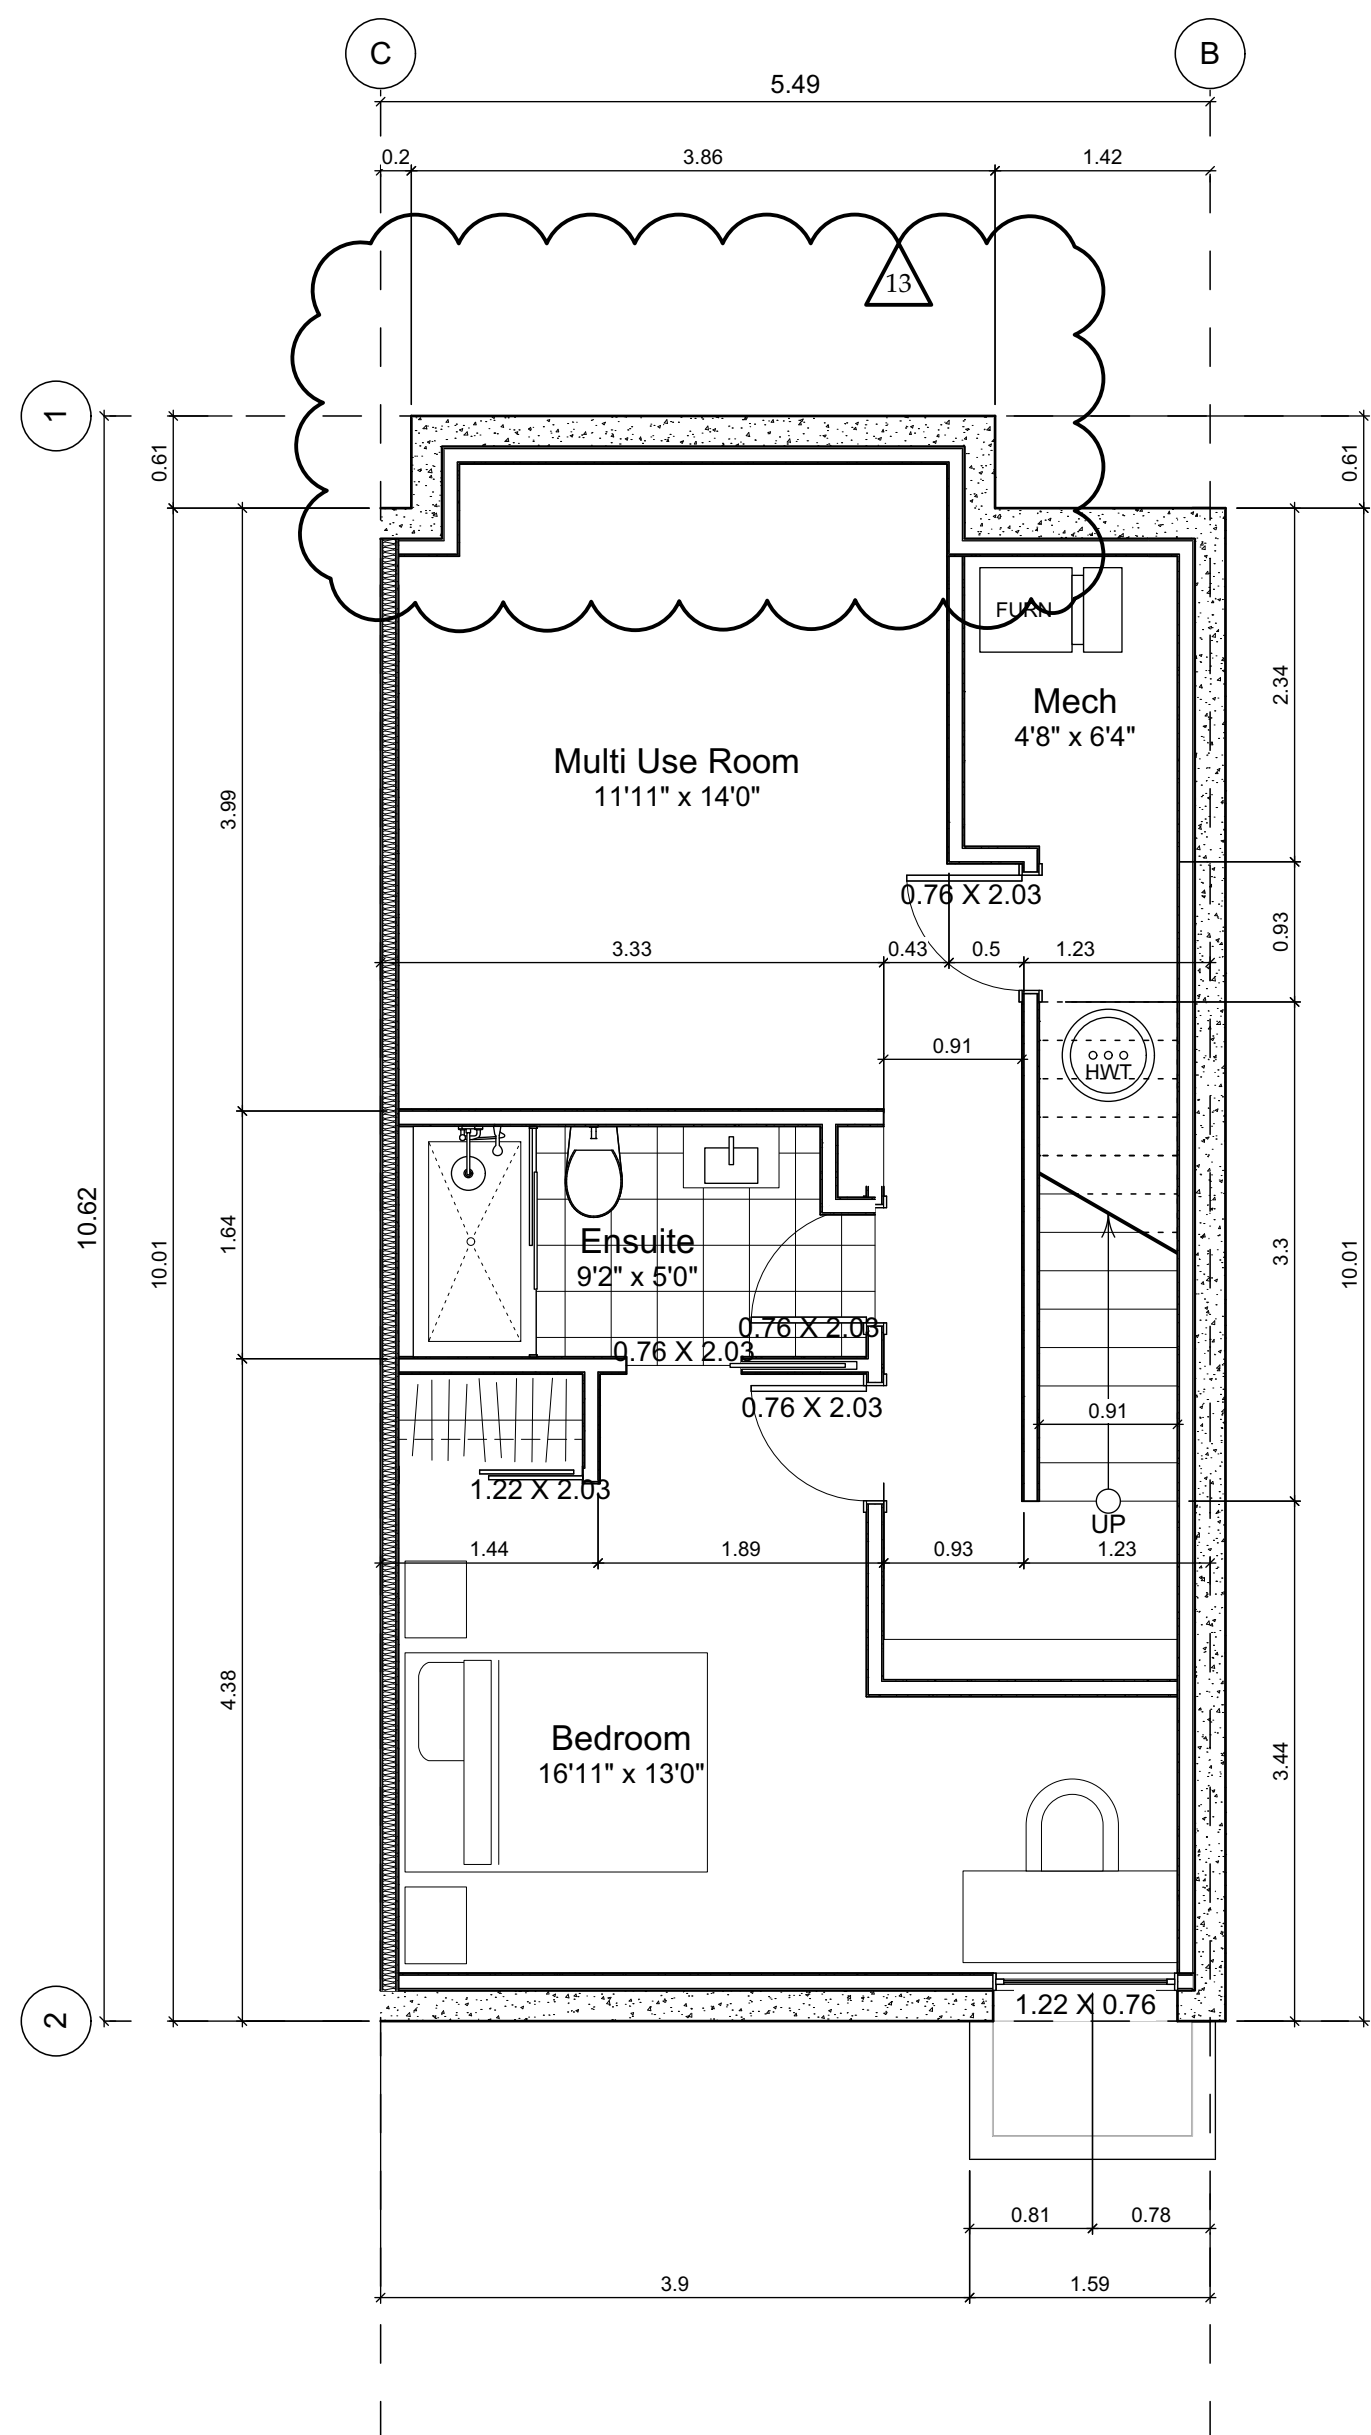 C
B
5.49
0.2
3.86
1.42
13
1
0.61
0.61
FURN
Mech
4'8" x 6'4"
2.34
Multi Use Room
11'11" x 14'0"
3.99
0.76 X 2.03
0.93
3.33
0.43
0.5
1.23
0.91
HWT
10.62
10.01
1.64
Ensuite
9'2" x 5'0"
3.3
10.01
0.76 X 2.03
0.76 X 2.03
0.76 X 2.03
0.91
1.22 X 2.03
UP
1.44
1.89
0.93
1.23
4.38
Bedroom
16'11" x 13'0"
3.44
2
1.22 X 0.76
0.81
0.78
3.9
1.59